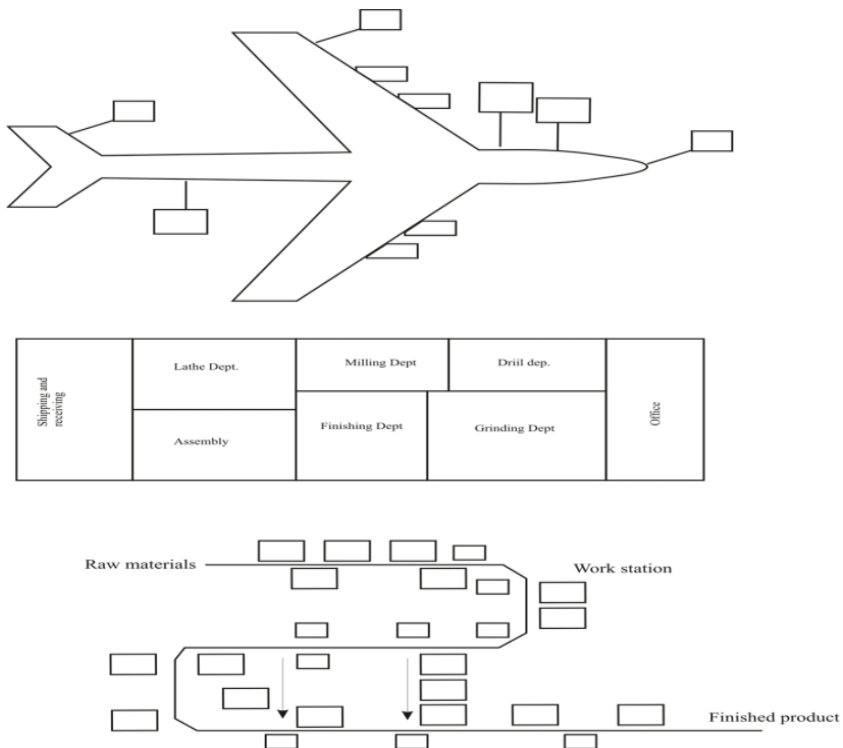 Lathe Dept.
Milling Dept
Driil dep.
Shipping and
receiving
Office
Assembly
Finishing Dept
Grinding Dept
Raw materials
Work station
Finished product